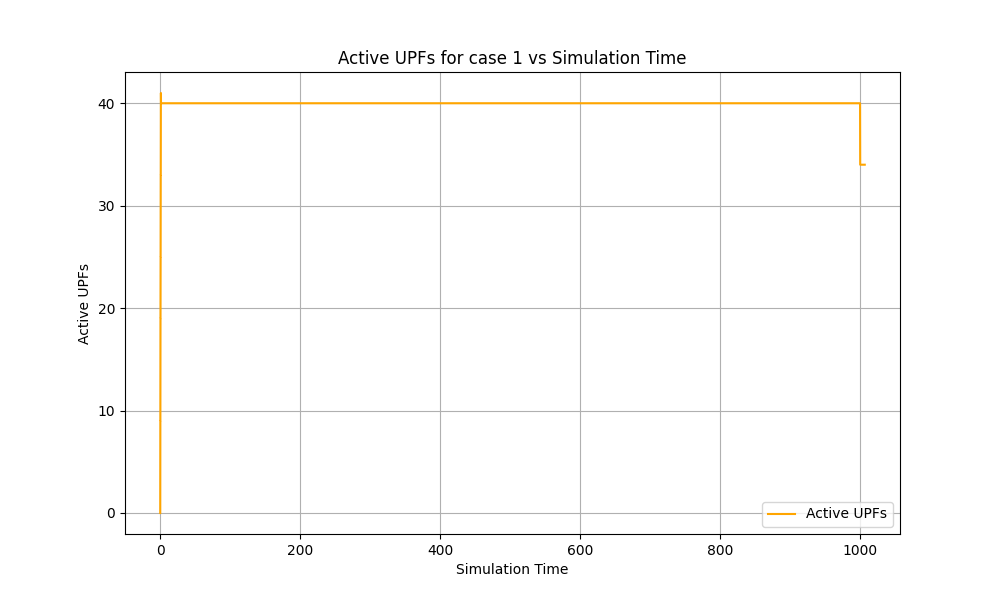 Active UPFs for case 1 vs Simulation Time
Active UPFs
40
30
20
10
0
0 200 400 600 800 1000
Simulation Time
Active UPFs